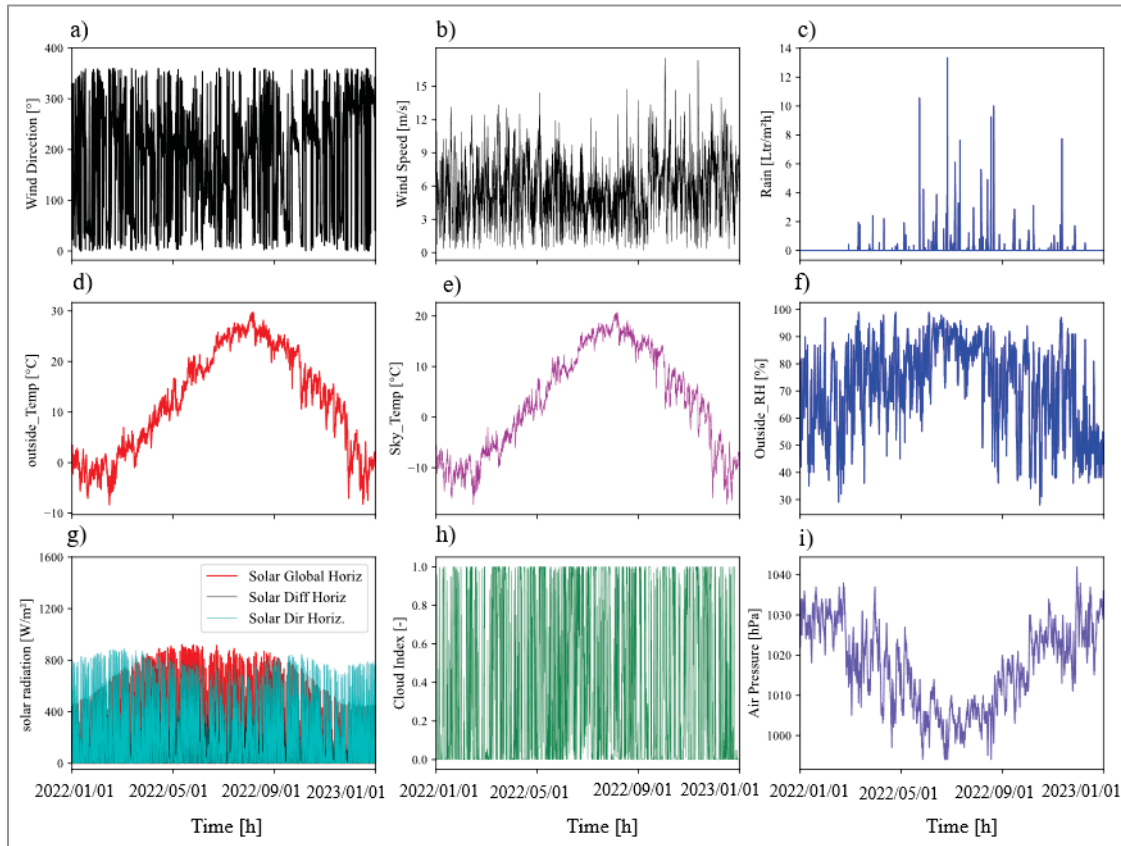 a)
Wind Direction [°]
400
300
200
100
0
b)
Wind Speed [m/s]
15
12
9
6
3
0
c)
Rain [Ltr/m²h]
14
12
10
8
6
4
2
0
d)
outside_Temp [°C]
30
20
10
0
−10
e)
Sky_Temp [°C]
20
10
0
−10
f)
Outside_RH [%]
100
90
80
70
60
50
40
30
g)
solar radiation [W/m²]
1600
1200
800
400
0
Solar Global Horiz
Solar Diff Horiz
Solar Dir Horiz.
2022/01/01 2022/05/01 2022/09/01 2023/01/01
Time [h]
h)
Cloud Index [-]
1.0
0.8
0.6
0.4
0.2
0.0
2022/01/01 2022/05/01 2022/09/01 2023/01/01
Time [h]
i)
Air Pressure [hPa]
1040
1030
1020
1010
1000
2022/01/01 2022/05/01 2022/09/01 2023/01/01
Time [h]